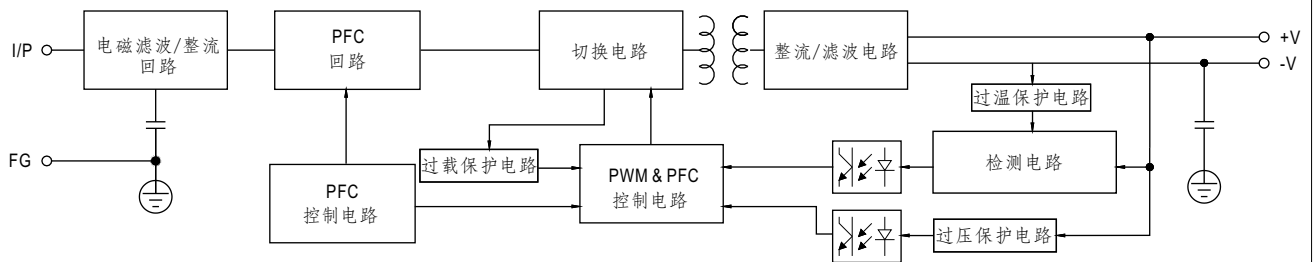 I/P
电磁滤波/整流
回路
PFC
回路
切换电路
整流/滤波电路
+V
-V
过温保护电路
FG
过载保护电路
PFC
控制电路
PWM & PFC
控制电路
检测电路
过压保护电路